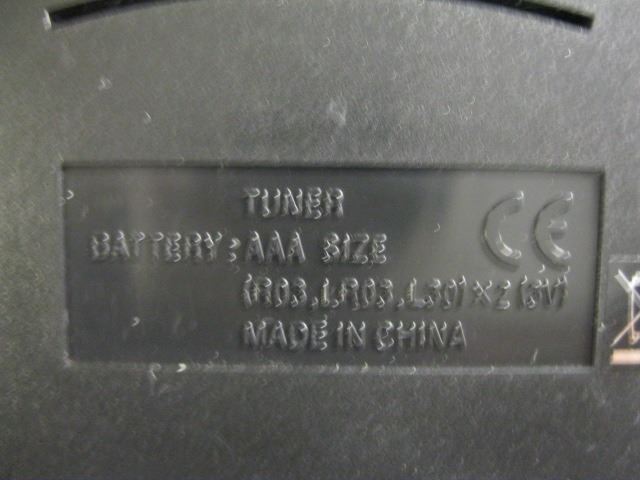 TUNER
BATTERY: AAA SIZE
(R03, LR03, L30) × 2 (3V)
MADE IN CHINA
CE